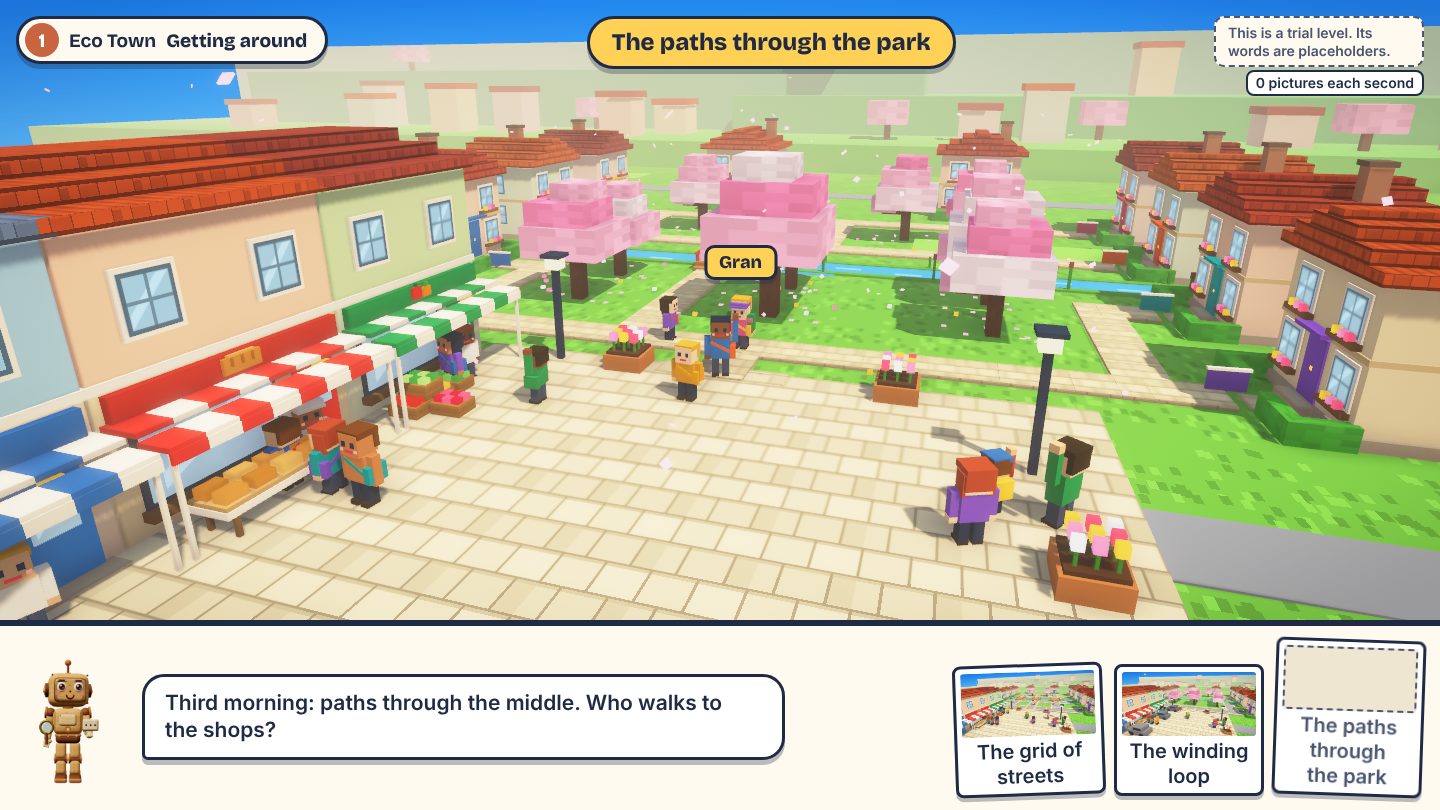 1 Eco Town Getting around
The paths through the park
This is a trial level. Its
words are placeholders.
0 pictures each second
Gran
Third morning: paths through the middle. Who walks to
the shops?
The grid of
streets
The winding
loop
The paths
through
the park